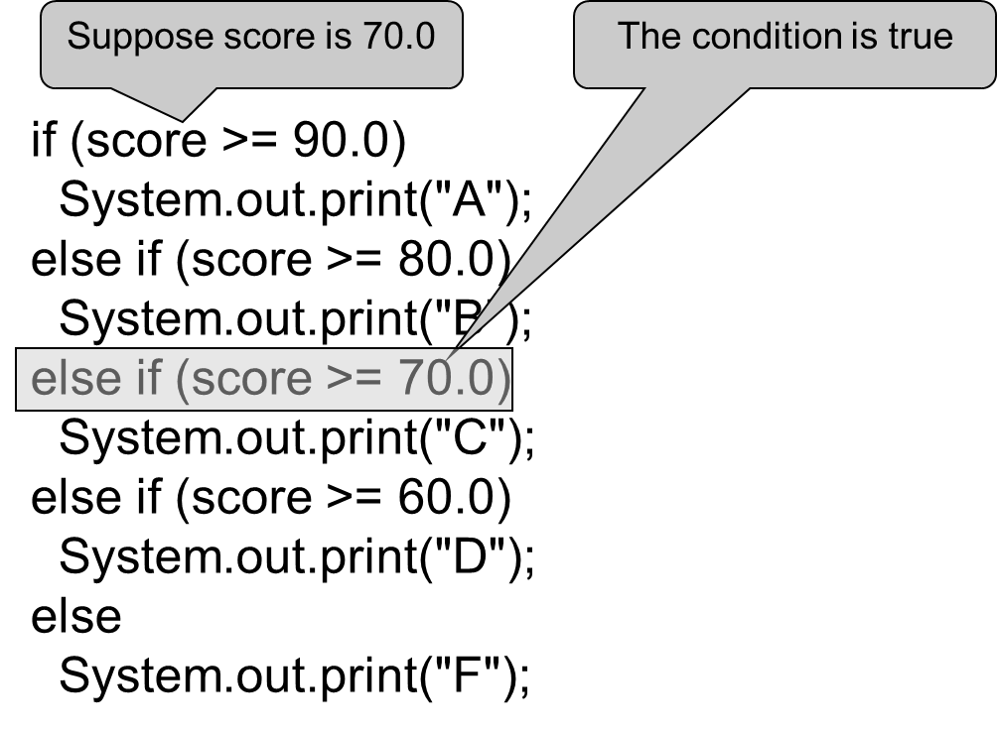 Suppose score is 70.0
The condition is true
if (score >= 90.0)
  System.out.print("A");
else if (score >= 80.0)
  System.out.print("B");
else if (score >= 70.0)
  System.out.print("C");
else if (score >= 60.0)
  System.out.print("D");
else
  System.out.print("F");